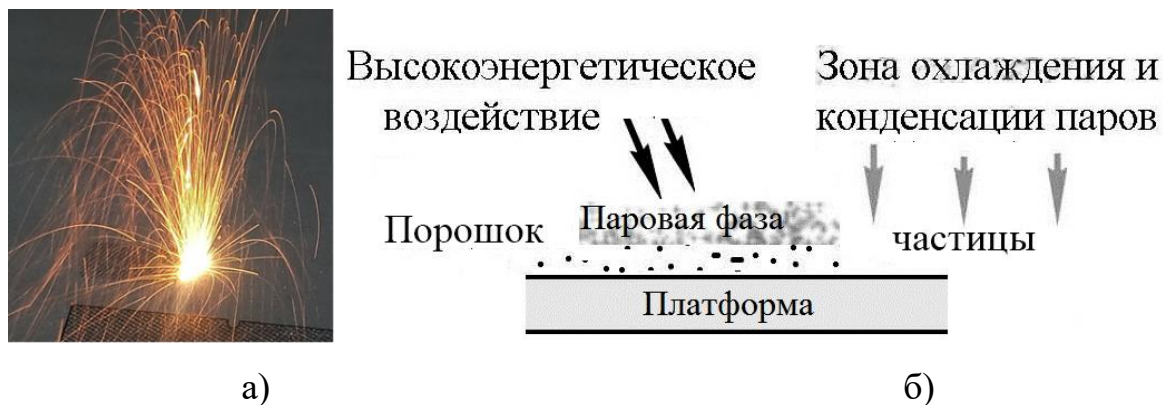 Высокоэнергетическое
воздействие
Зона охлаждения и
конденсации паров
Порошок
Паровая фаза
частицы
Платформа
а)
б)